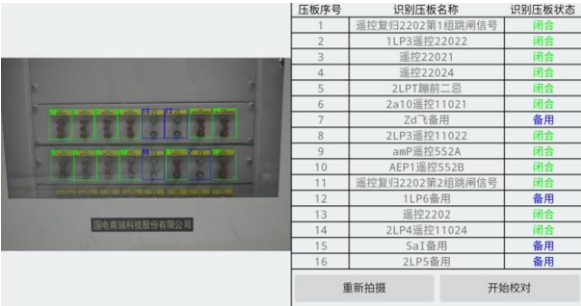 压板序号 识别压板名称 识别压板状态
1 遥控复归2202第1组跳闸信号 闭合
2 1LP3遥控22022 闭合
3 遥控22021 闭合
4 遥控22024 闭合
5 2LPT蹦前二忌 闭合
6 2a10遥控11021 闭合
7 Zd飞备用 备用
8 2LP3遥控11022 闭合
9 amP遥控552A 闭合
10 AEP1遥控552B 闭合
11 遥控复归2202第2组跳闸信号 闭合
12 1LP6备用 备用
13 遥控2202 闭合
14 2LP4遥控11024 闭合
15 SaI备用 备用
16 2LP5备用 备用
国电南瑞科技股份有限公司
重新拍摄 开始校对